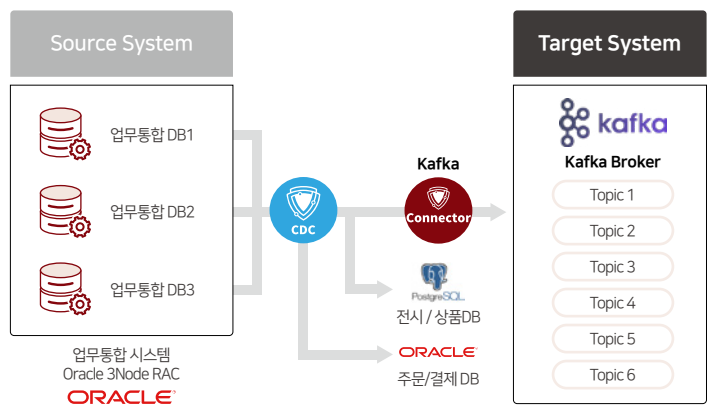 Source System
업무통합 DB1
업무통합 DB2
업무통합 DB3
업무통합 시스템
Oracle 3Node RAC
ORACLE
CDC
Kafka
Connector
PostgreSQL
전시 / 상품DB
ORACLE
주문/결제 DB
Target System
kafka
Kafka Broker
Topic 1
Topic 2
Topic 3
Topic 4
Topic 5
Topic 6